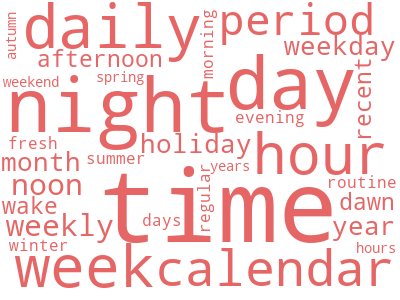 autumn daily morning period
afternoon weekday
weekend spring recent
night day
evening
fresh holiday hour
month summer years
noon time regular routine
wake days dawn
weekly year
winter hours
week calendar